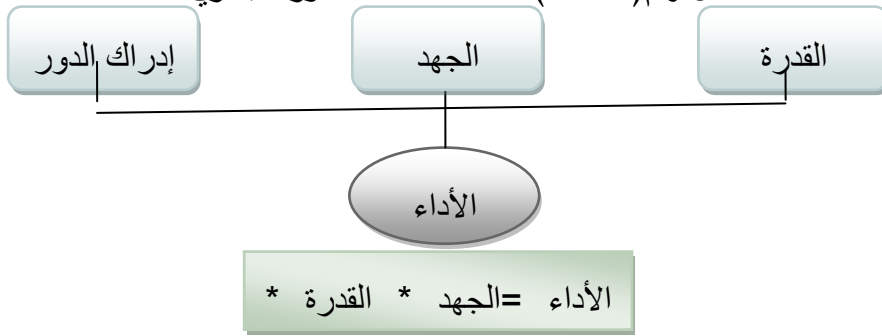 القدرة
الجهد
إدراك الدور
الأداء
الأداء =الجهد * القدرة *